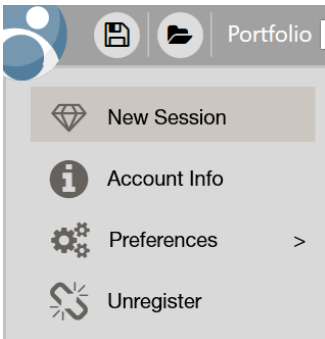 Portfolio
New Session
Account Info
Preferences >
Unregister